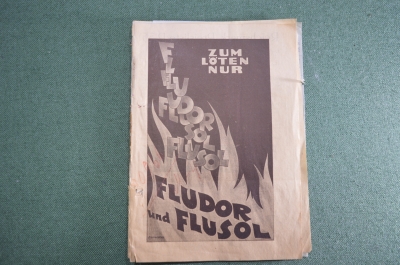 ZUM
LÖTEN
NUR
FLUDOR
FLUSOL
FLUDOR
und FLUSOL